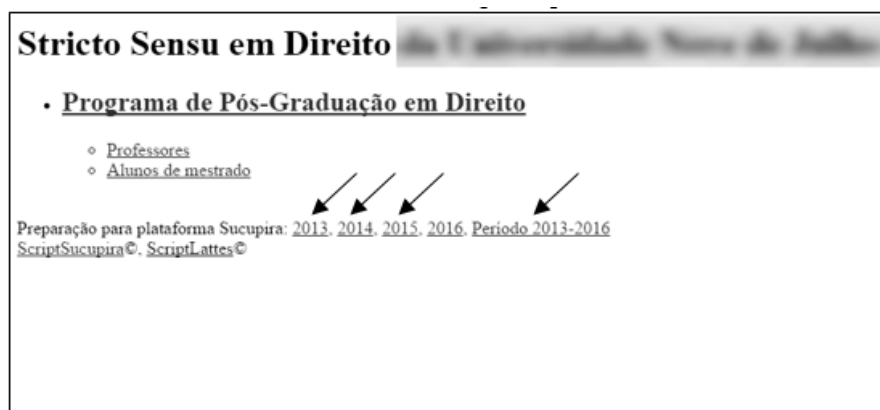 Stricto Sensu em Direito
Programa de Pós-Graduação em Direito
Professores
Alunos de mestrado
Preparação para plataforma Sucupira: 2013, 2014, 2015, 2016, Período 2013-2016
ScriptSucupira©, ScriptLattes©